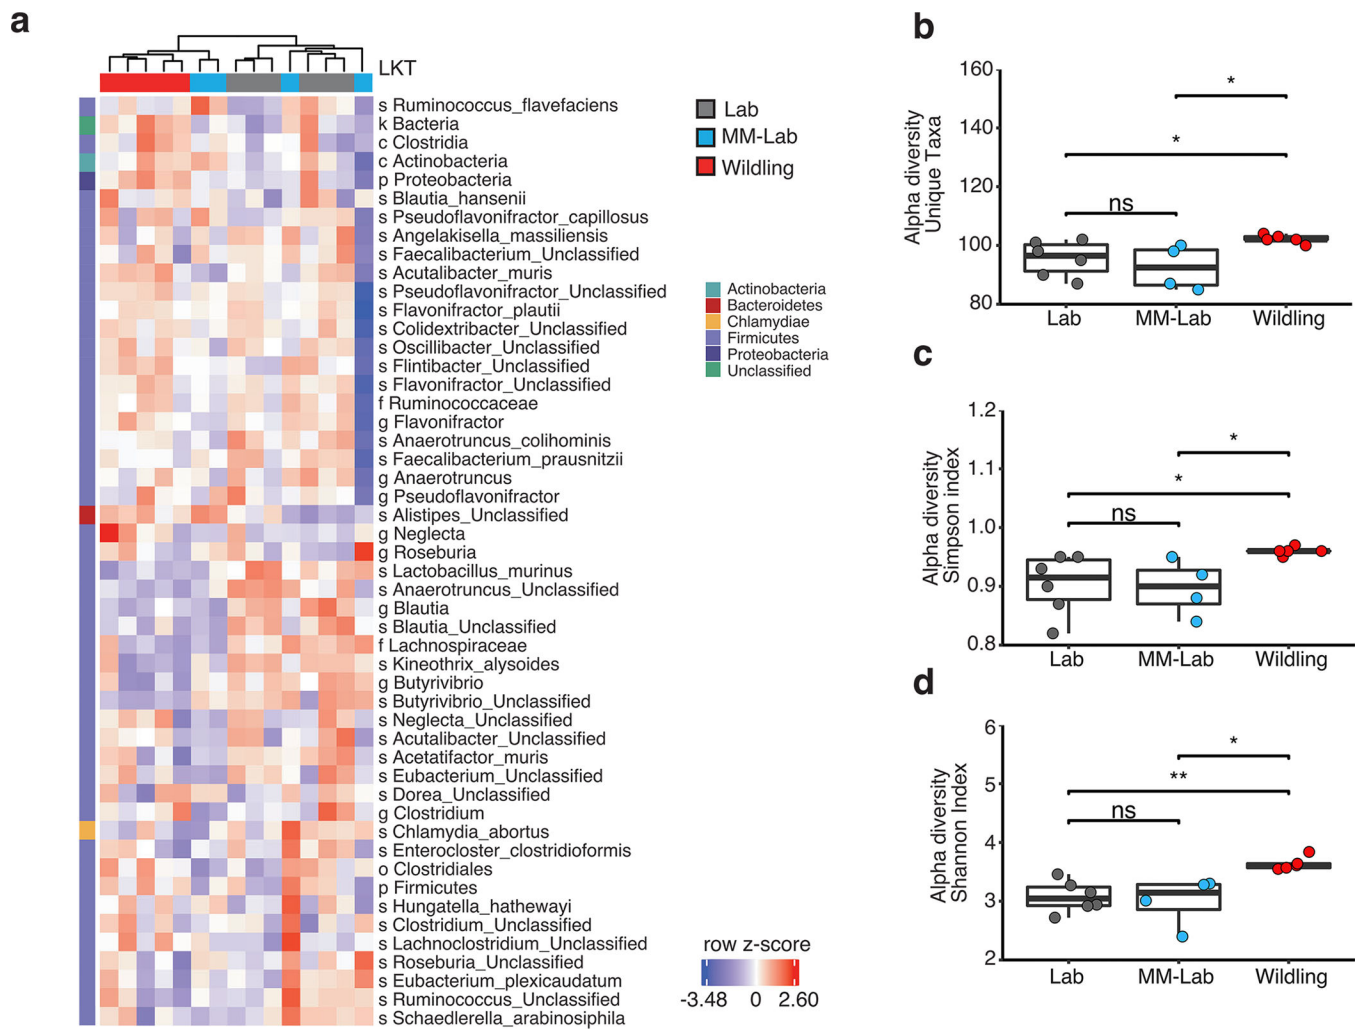 a
LKT
s Ruminococcus_flavefaciens
k Bacteria
c Clostridia
c Actinobacteria
p Proteobacteria
s Blautia_hansenii
s Pseudoflavonifractor_capillosus
s Angelakisella_massiliensis
s Faecalibacterium_Unclassified
s Acutalibacter_muris
s Pseudoflavonifractor_Unclassified
s Flavonifractor_plautii
s Colidextribacter_Unclassified
s Oscillibacter_Unclassified
s Flintibacter_Unclassified
s Flavonifractor_Unclassified
f Ruminococcaceae
g Flavonifractor
s Anaerotruncus_colihominis
s Faecalibacterium_prausnitzii
g Anaerotruncus
g Pseudoflavonifractor
s Alistipes_Unclassified
g Neglecta
g Roseburia
s Lactobacillus_murinus
s Anaerotruncus_Unclassified
g Blautia
s Blautia_Unclassified
f Lachnospiraceae
s Kineothrix_alysoides
g Butyrivibrio
s Butyrivibrio_Unclassified
s Neglecta_Unclassified
s Acutalibacter_Unclassified
s Acetatifactor_muris
s Eubacterium_Unclassified
s Dorea_Unclassified
g Clostridium
s Chlamydia_abortus
s Enterocloster_clostridioformis
o Clostridiales
p Firmicutes
s Hungatella_hathewayi
s Clostridium_Unclassified
s Lachnoclostridium_Unclassified
s Roseburia_Unclassified
s Eubacterium_plexicaudatum
s Ruminococcus_Unclassified
s Schaedlerella_arabinosiphila
Lab
MM-Lab
Wildling
Actinobacteria
Bacteroidetes
Chlamydiae
Firmicutes
Proteobacteria
Unclassified
row z-score
-3.48 0 2.60
b
Alpha diversity
Unique Taxa
160
140
120
100
80
*
*
ns
Lab MM-Lab Wildling
c
Alpha diversity
Simpson index
1.2
1.1
1.0
0.9
0.8
*
*
ns
Lab MM-Lab Wildling
d
Alpha diversity
Shannon Index
6
5
4
3
2
*
**
ns
Lab MM-Lab Wildling